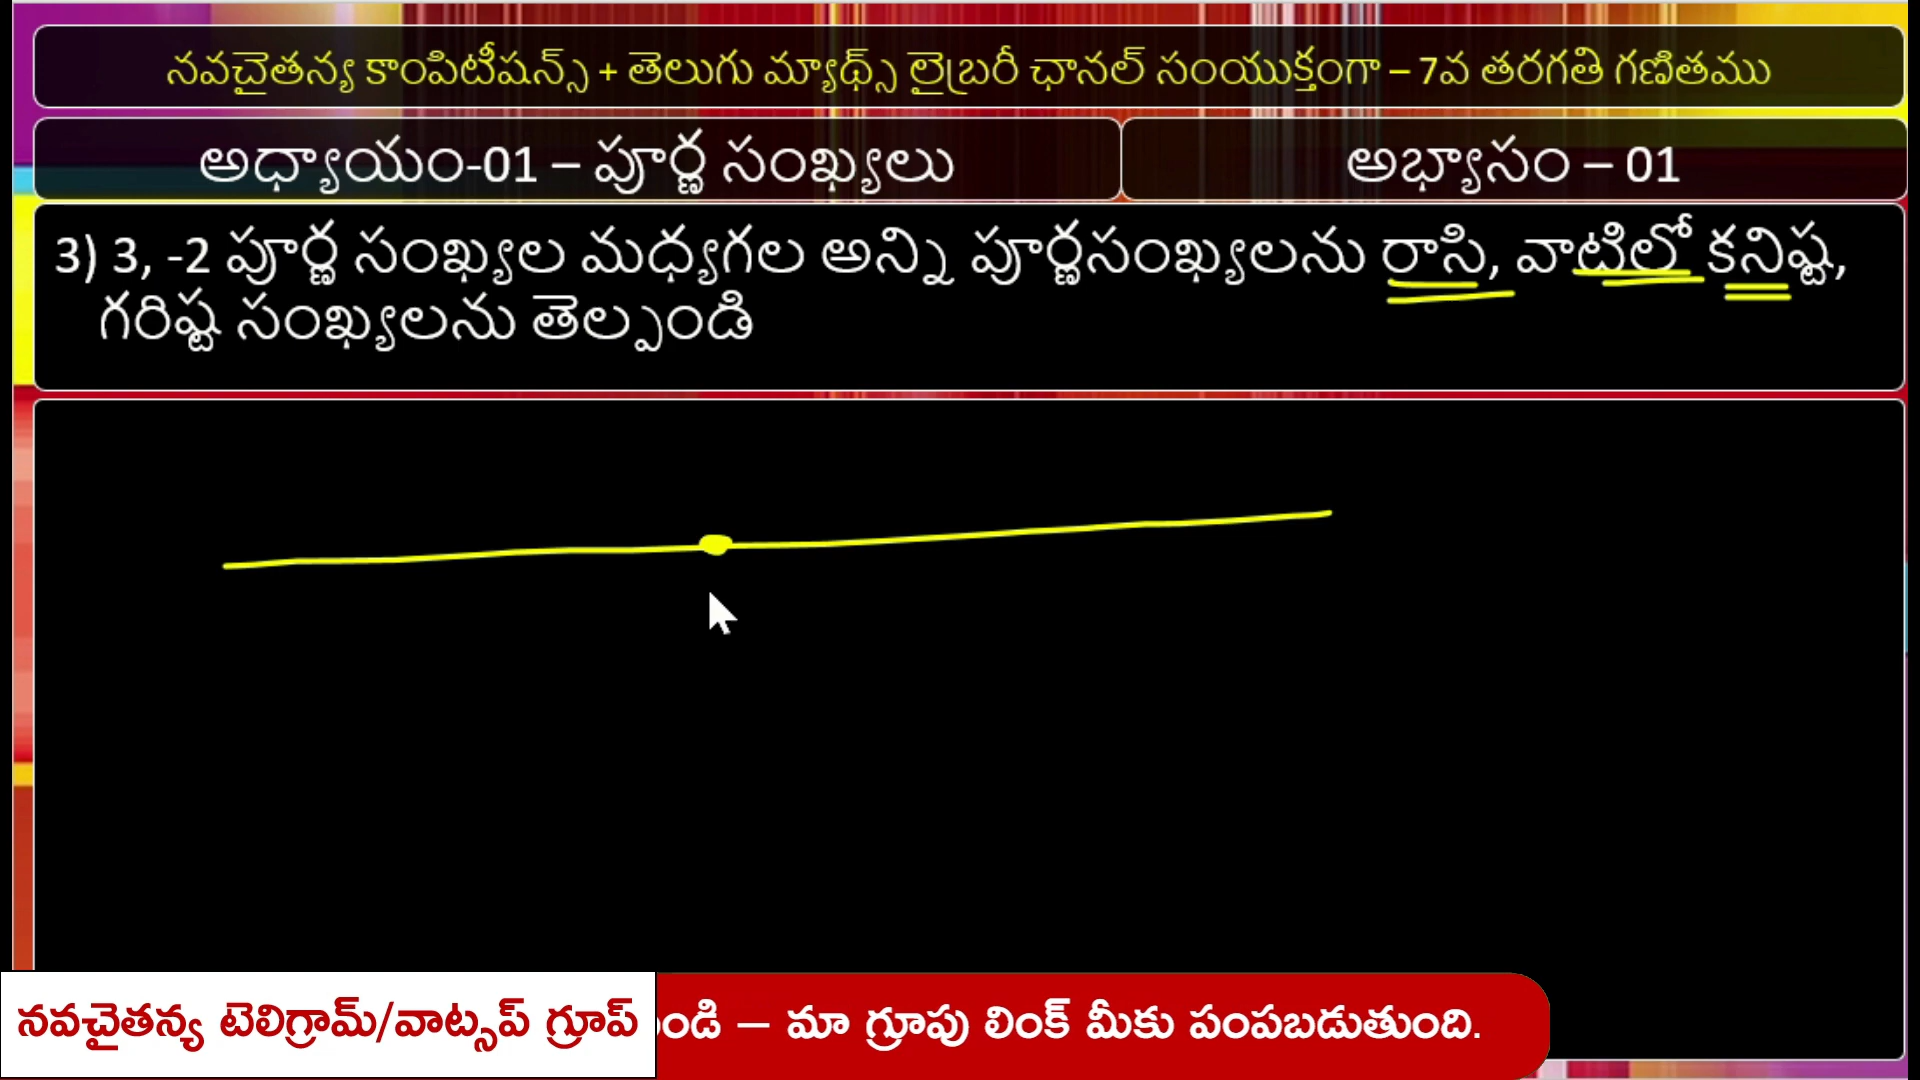 నవచైతన్య కాంపిటీషన్స్ + తెలుగు మ్యాథ్స్ లైబ్రరీ ఛానల్ సంయుక్తంగా – 7వ తరగతి గణితము
అధ్యాయం-01 – పూర్ణ సంఖ్యలు
అభ్యాసం – 01
3) 3, -2 పూర్ణ సంఖ్యల మధ్యగల అన్ని పూర్ణసంఖ్యలను రాసి, వాటిలో కనిష్ట,
గరిష్ట సంఖ్యలను తెల్పండి
నవచైతన్య టెలిగ్రామ్/వాట్సప్ గ్రూప్ ండి – మా గ్రూపు లింక్ మీకు పంపబడుతుంది.